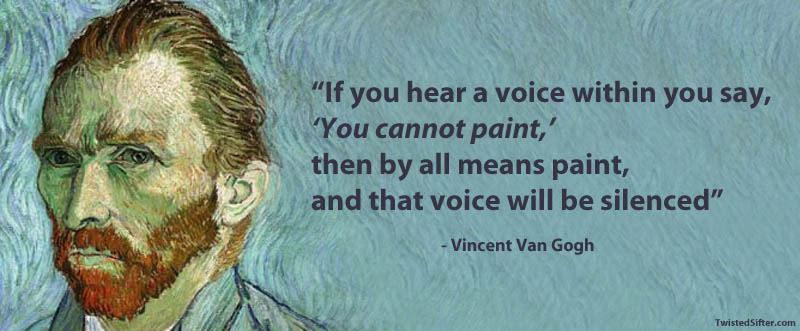 “If you hear a voice within you say,
‘You cannot paint,’
then by all means paint,
and that voice will be silenced”
- Vincent Van Gogh
TwistedSifter.com